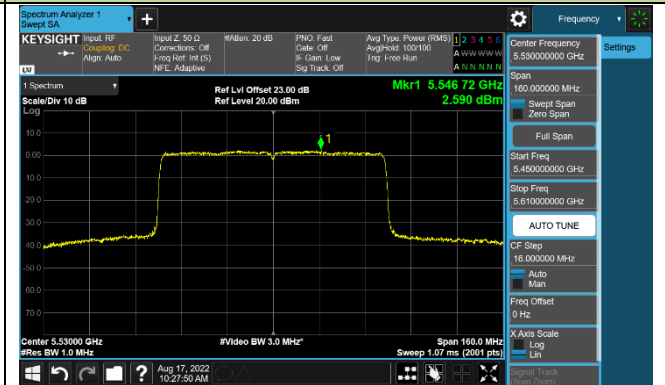 Spectrum Analyzer 1
Swept SA
+
Frequency
KEYSIGHT
Input: RF
Coupling: DC
Align: Auto
Input Z: 50 Ω
Corrections: Off
Freq Ref: Int (S)
NFE: Adaptive
#Atten: 20 dB
PNO: Fast
Gate: Off
IF Gain: Low
Sig Track: Off
Avg Type: Power (RMS)
Avg|Hold: 100/100
Trig: Free Run
1 2 3 4 5 6
A W W W W W
A N N N N N
LXI
1 Spectrum
Scale/Div 10 dB
Log
Ref Lvl Offset 23.00 dB
Ref Level 20.00 dBm
Mkr1 5.546 72 GHz
2.590 dBm
1
10.0
0.00
-10.0
-20.0
-30.0
-40.0
-50.0
-60.0
-70.0
Center 5.53000 GHz
#Res BW 1.0 MHz
#Video BW 3.0 MHz*
Span 160.0 MHz
Sweep 1.07 ms (2001 pts)
?
Aug 17, 2022
10:27:50 AM
Settings
Center Frequency
5.530000000 GHz
Span
160.000000 MHz
Swept Span
Zero Span
Full Span
Start Freq
5.450000000 GHz
Stop Freq
5.610000000 GHz
AUTO TUNE
CF Step
16.000000 MHz
Auto
Man
Freq Offset
0 Hz
X Axis Scale
Log
Lin
Signal Track
(Span Zoom)